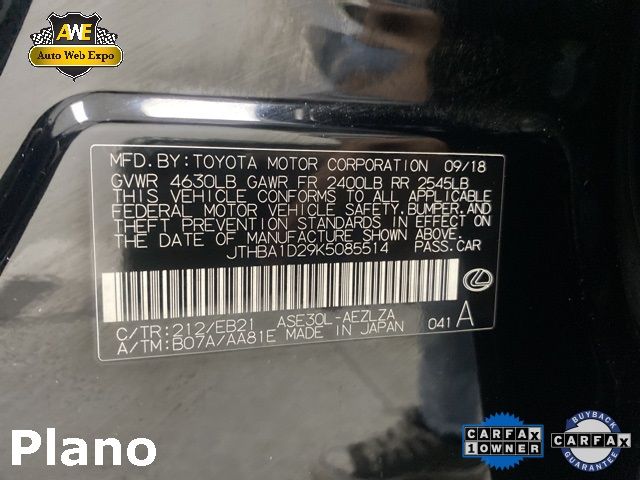 AWE
Auto Web Expo
MFD. BY: TOYOTA MOTOR CORPORATION 09/18
GVWR 4630LB GAWR FR 2400LB RR 2545LB
THIS VEHICLE CONFORMS TO ALL APPLICABLE
FEDERAL MOTOR VEHICLE SAFETY, BUMPER, AND
THEFT PREVENTION STANDARDS IN EFFECT ON
THE DATE OF MANUFACTURE SHOWN ABOVE.
JTHBA1D29K5085514 PASS. CAR
C/TR: 212/EB21 ASE30L-AEZLZA
A/TM: B07A/AA81E MADE IN JAPAN 041 A
Plano
CARFAX
1 OWNER
BUYBACK
CARFAX
GUARANTEE